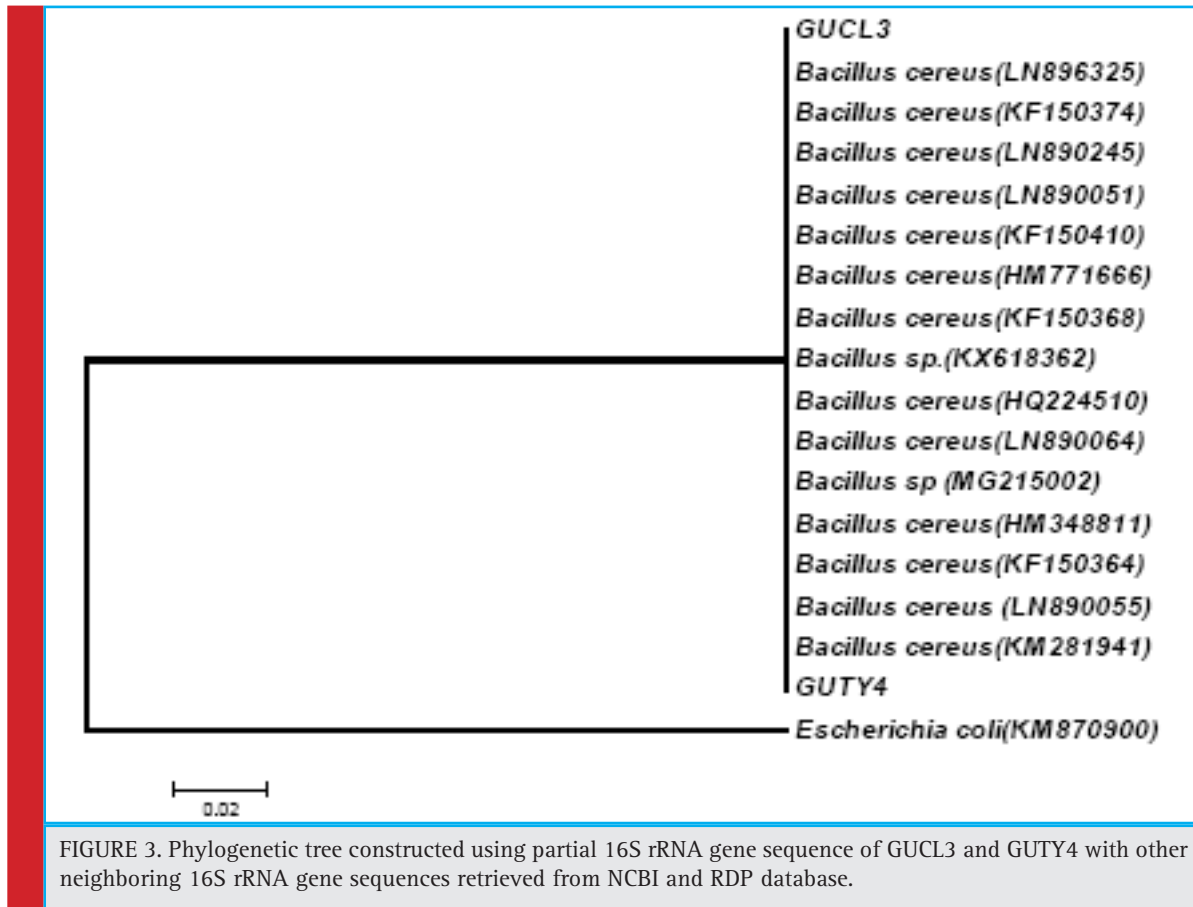 GUCL3
Bacillus cereus(LN896325)
Bacillus cereus(KF150374)
Bacillus cereus(LN890245)
Bacillus cereus(LN890051)
Bacillus cereus(KF150410)
Bacillus cereus(HM771666)
Bacillus cereus(KF150368)
Bacillus sp.(KX618362)
Bacillus cereus(HQ224510)
Bacillus cereus(LN890064)
Bacillus sp (MG215002)
Bacillus cereus(HM348811)
Bacillus cereus(KF150364)
Bacillus cereus (LN890055)
Bacillus cereus(KM281941)
GUTY4
Escherichia coli(KM870900)
0.02
FIGURE 3. Phylogenetic tree constructed using partial 16S rRNA gene sequence of GUCL3 and GUTY4 with other
neighboring 16S rRNA gene sequences retrieved from NCBI and RDP database.